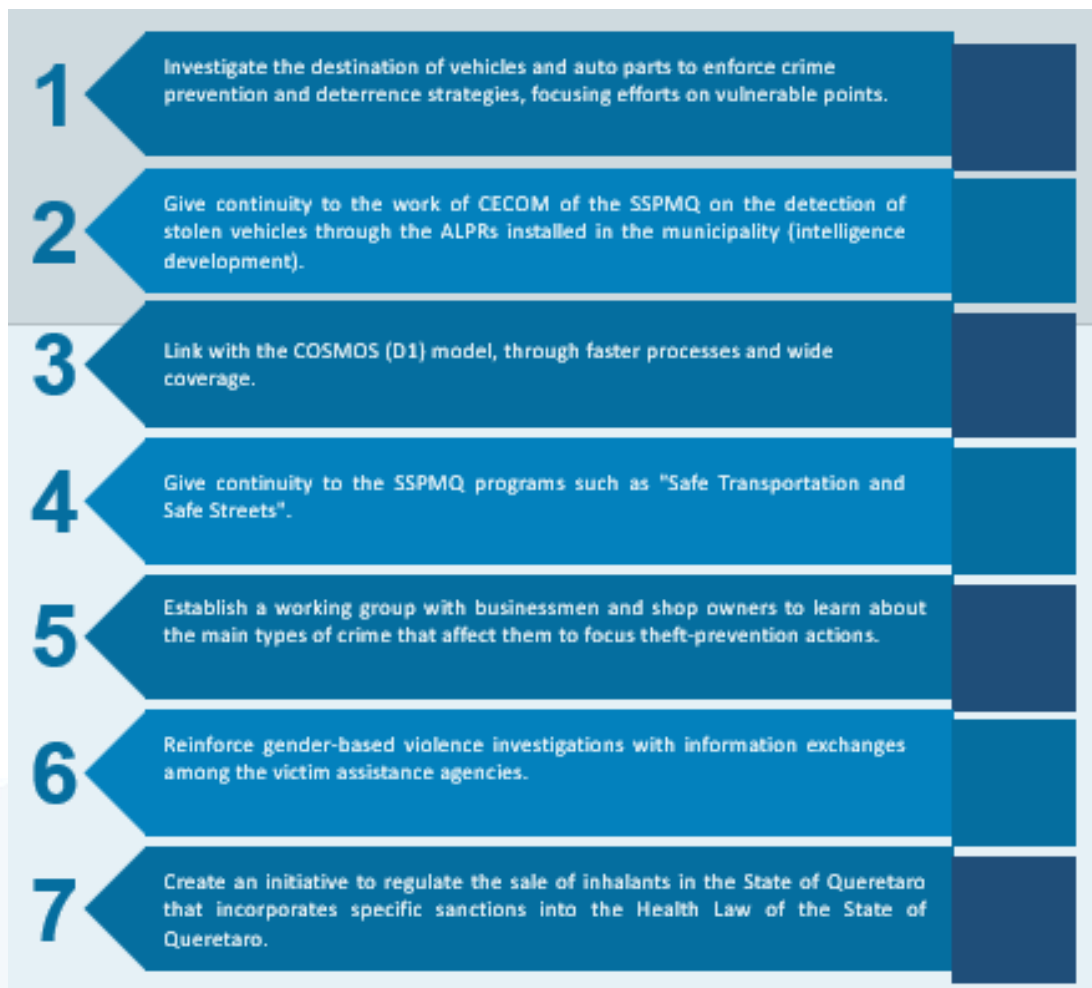 1
Investigate the destination of vehicles and auto parts to enforce crime
prevention and deterrence strategies, focusing efforts on vulnerable points.
2
Give continuity to the work of CECOM of the SSPMQ on the detection of
stolen vehicles through the ALPRs installed in the municipality (intelligence
development).
3
Link with the COSMOS (D1) model, through faster processes and wide
coverage.
4
Give continuity to the SSPMQ programs such as "Safe Transportation and
Safe Streets".
5
Establish a working group with businessmen and shop owners to learn about
the main types of crime that affect them to focus theft-prevention actions.
6
Reinforce gender-based violence investigations with information exchanges
among the victim assistance agencies.
7
Create an initiative to regulate the sale of inhalants in the State of Queretaro
that incorporates specific sanctions into the Health Law of the State of
Queretaro.